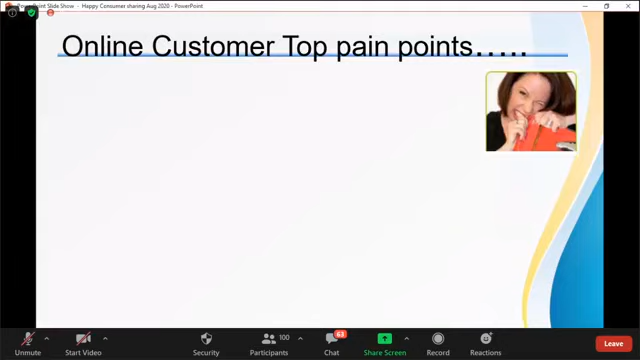 PowerPoint Slide Show - Happy Consumer sharing Aug 2020 - PowerPoint
Online Customer Top pain points…..
Unmute
Start Video
Security
100
Participants
63
Chat
Share Screen
Record
Reactions
Leave